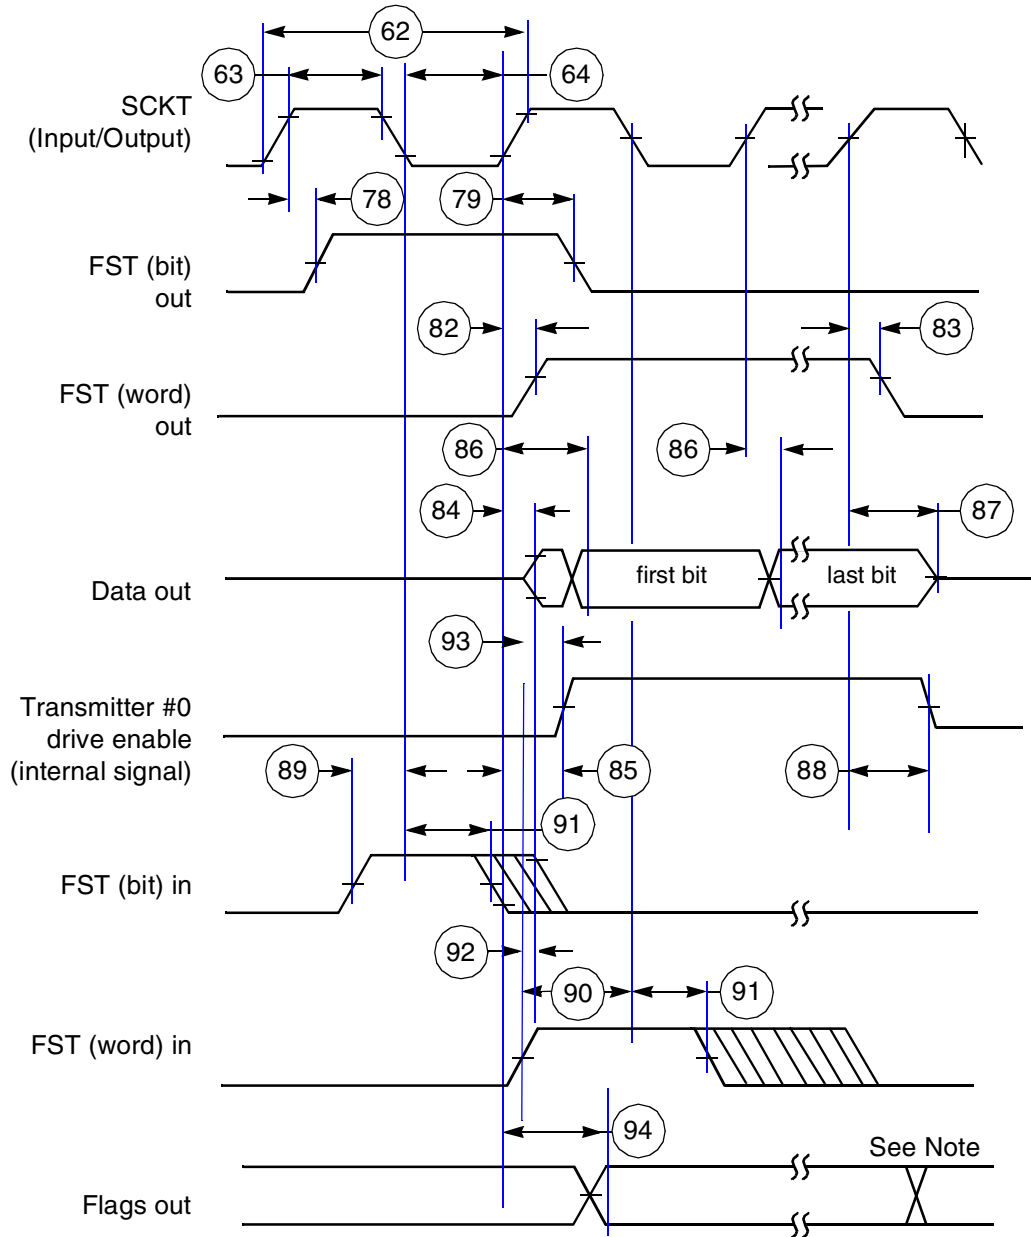 62
63
64
SCKT
(Input/Output)
78
79
FST (bit)
out
82
83
FST (word)
out
86
86
84
87
Data out
first bit
last bit
93
Transmitter #0
drive enable
(internal signal)
89
85
88
91
FST (bit) in
92
90
91
FST (word) in
94
See Note
Flags out